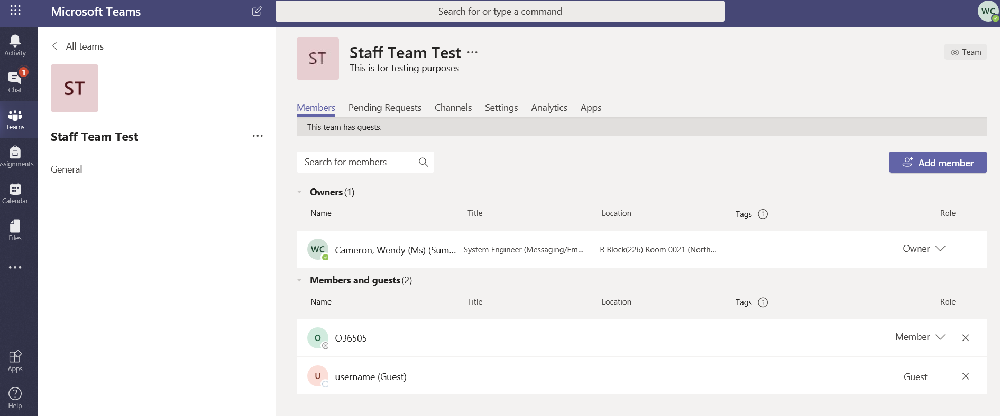 Microsoft Teams
Search for or type a command
WC
Activity
1
Chat
Teams
ssignments
Calendar
Files
Apps
Help
All teams
ST
Staff Team Test
General
ST
Staff Team Test
This is for testing purposes
Team
Members Pending Requests Channels Settings Analytics Apps
This team has guests.
Search for members
Add member
Owners (1)
Name Title Location Tags Role
WC Cameron, Wendy (Ms) (Sum... System Engineer (Messaging/Em... R Block(226) Room 0021 (North... Owner
Members and guests (2)
Name Title Location Tags Role
O O36505 Member
U username (Guest) Guest